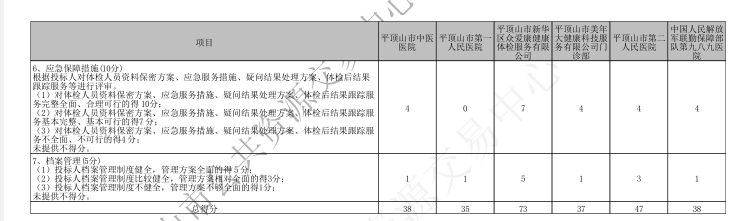 项目
平顶山市中医
医院
平顶山市第一
人民医院
平顶山市新华
区众爱康健康
体检服务有限
公司
平顶山市美年
大健康科技服
务有限公司门
诊部
平顶山市第二
人民医院
中国人民解放
军联勤保障部
队第九八九医
院
6、应急保障措施(10分)
根据投标人对体检人员资料保密方案、应急服务措施、疑问结果处理方案、体检后结果
跟踪服务等进行评审。
（1）对体检人员资料保密方案、应急服务措施、疑问结果处理方案、体检后结果跟踪服
务完整全面、合理可行的得 10分；
（2）对体检人员资料保密方案、应急服务措施、疑问结果处理方案、体检后结果跟踪服
务基本完整、基本可行的得7 分；
（3）对体检人员资料保密方案、应急服务措施、疑问结果处理方案、体检后结果跟踪服
务不全面、不可行的得4 分；
未提供不得分。
4 0 7 4 4 4
7、档案管理(5分)
（1）投标人档案管理制度健全，管理方案全面的得 5 分；
（2）投标人档案管理制度比较健全，管理方案相对全面的得3分；
（3）投标人档案管理制度不健全，管理方案不够全面的得1分；
未提供不得分。
1 1 5 1 3 1
总得分 38 35 73 37 47 38
山市公共资源交易中心
资源交易中心